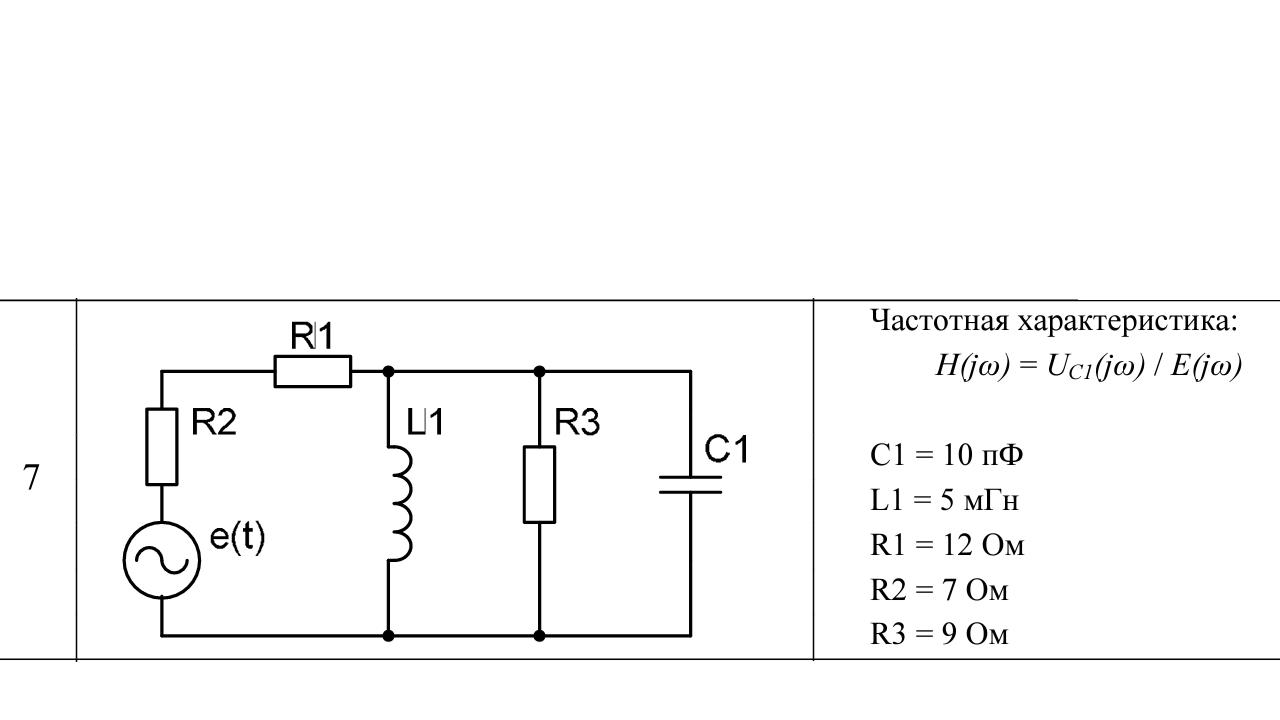 7
R1
R2
L1
R3
C1
e(t)
Частотная характеристика:
H(jω) = UC1(jω) / E(jω)
C1 = 10 пФ
L1 = 5 мГн
R1 = 12 Ом
R2 = 7 Ом
R3 = 9 Ом